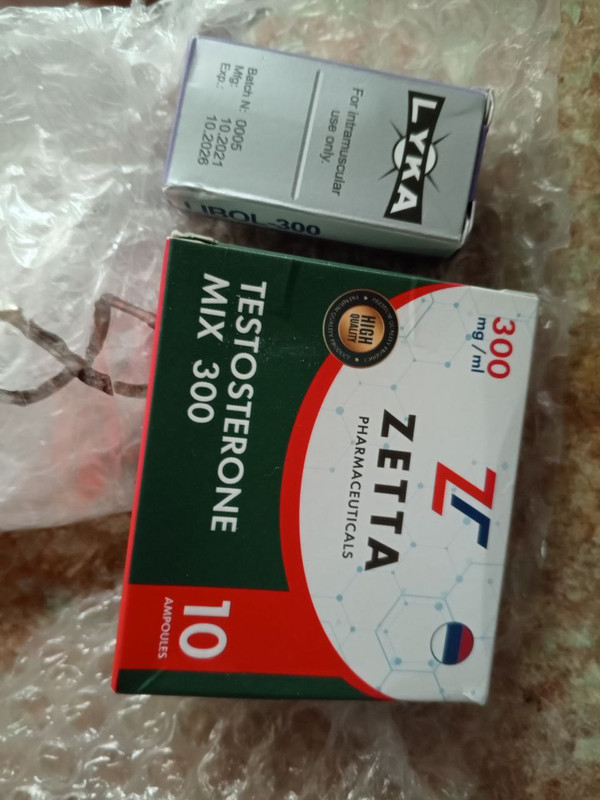 LYKA
For intramuscular
use only.
Batch N: 0005
Mfg: 10.2021
Exp.: 10.2026
300
300
mg/ml
ZETTA
PHARMACEUTICALS
HIGH
QUALITY
TESTOSTERONE
MIX 300
10
AMPOULES